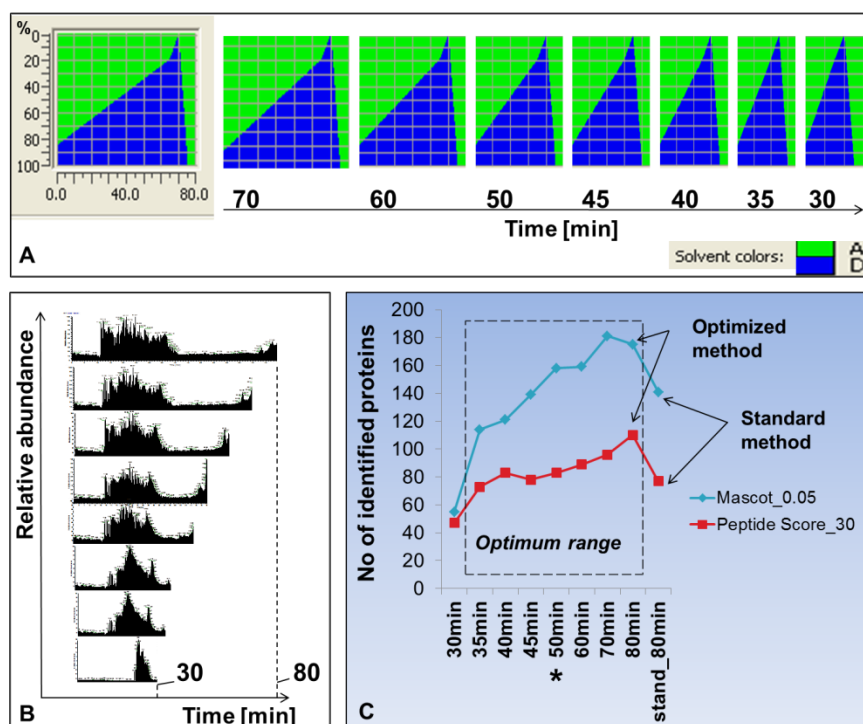 %
0
20
40
60
80
100
0.0 40.0 80.0
70 60 50 45 40 35 30
Time [min]
Solvent colors: A
D
A
Relative abundance
30
80
Time [min]
B
No of identified proteins
200
180
160
140
120
100
80
60
40
20
0
Optimized
method
Standard
method
Mascot_0.05
Peptide Score_30
Optimum range
30min
35min
40min
45min
50min
60min
70min
80min
stand_80min
*
C